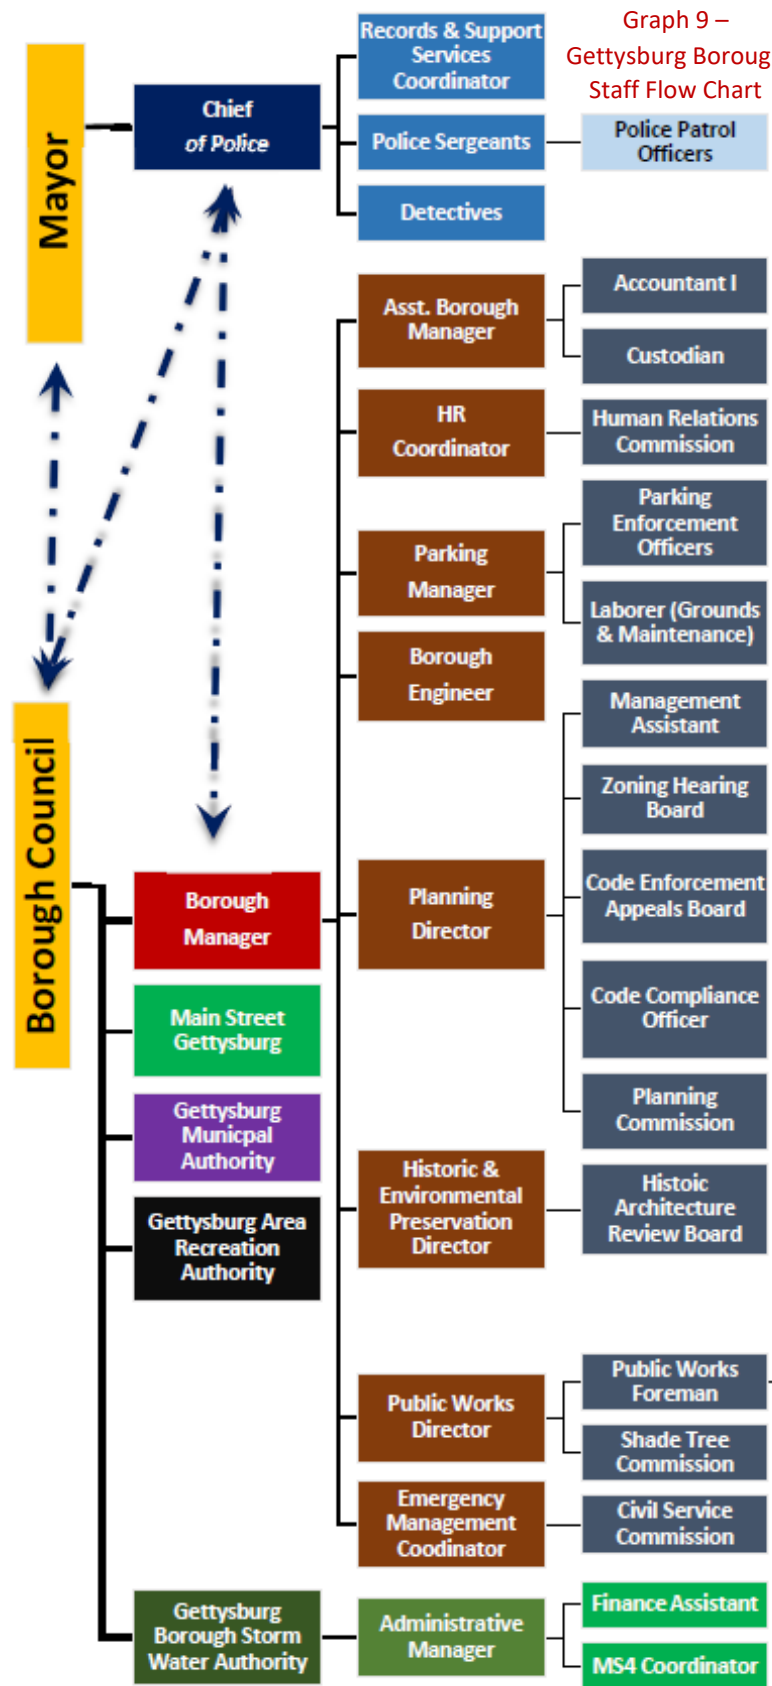 Graph 9 –
Gettysburg Boroug
Staff Flow Chart
Mayor
Chief
of Police
Records & Support
Services
Coordinator
Police Sergeants
Detectives
Police Patrol
Officers
Borough Council
Borough
Manager
Main Street
Gettysburg
Gettysburg
Municpal
Authority
Gettysburg Area
Recreation
Authority
Gettysburg
Borough Storm
Water Authority
Asst. Borough
Manager
Accountant I
Custodian
HR
Coordinator
Human Relations
Commission
Parking
Manager
Parking
Enforcement
Officers
Laborer (Grounds
& Maintenance)
Borough
Engineer
Planning
Director
Management
Assistant
Zoning Hearing
Board
Code Enforcement
Appeals Board
Code Compliance
Officer
Planning
Commission
Historic &
Environmental
Preservation
Director
Histoic
Architecture
Review Board
Public Works
Director
Public Works
Foreman
Shade Tree
Commission
Emergency
Management
Coodinator
Civil Service
Commission
Administrative
Manager
Finance Assistant
MS4 Coordinator